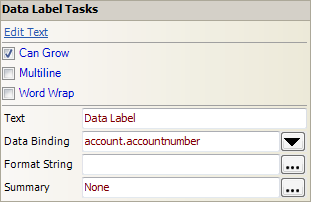 Data Label Tasks
Edit Text
Can Grow
Multiline
Word Wrap
Text Data Label
Data Binding account.accountnumber
Format String ...
Summary None ...